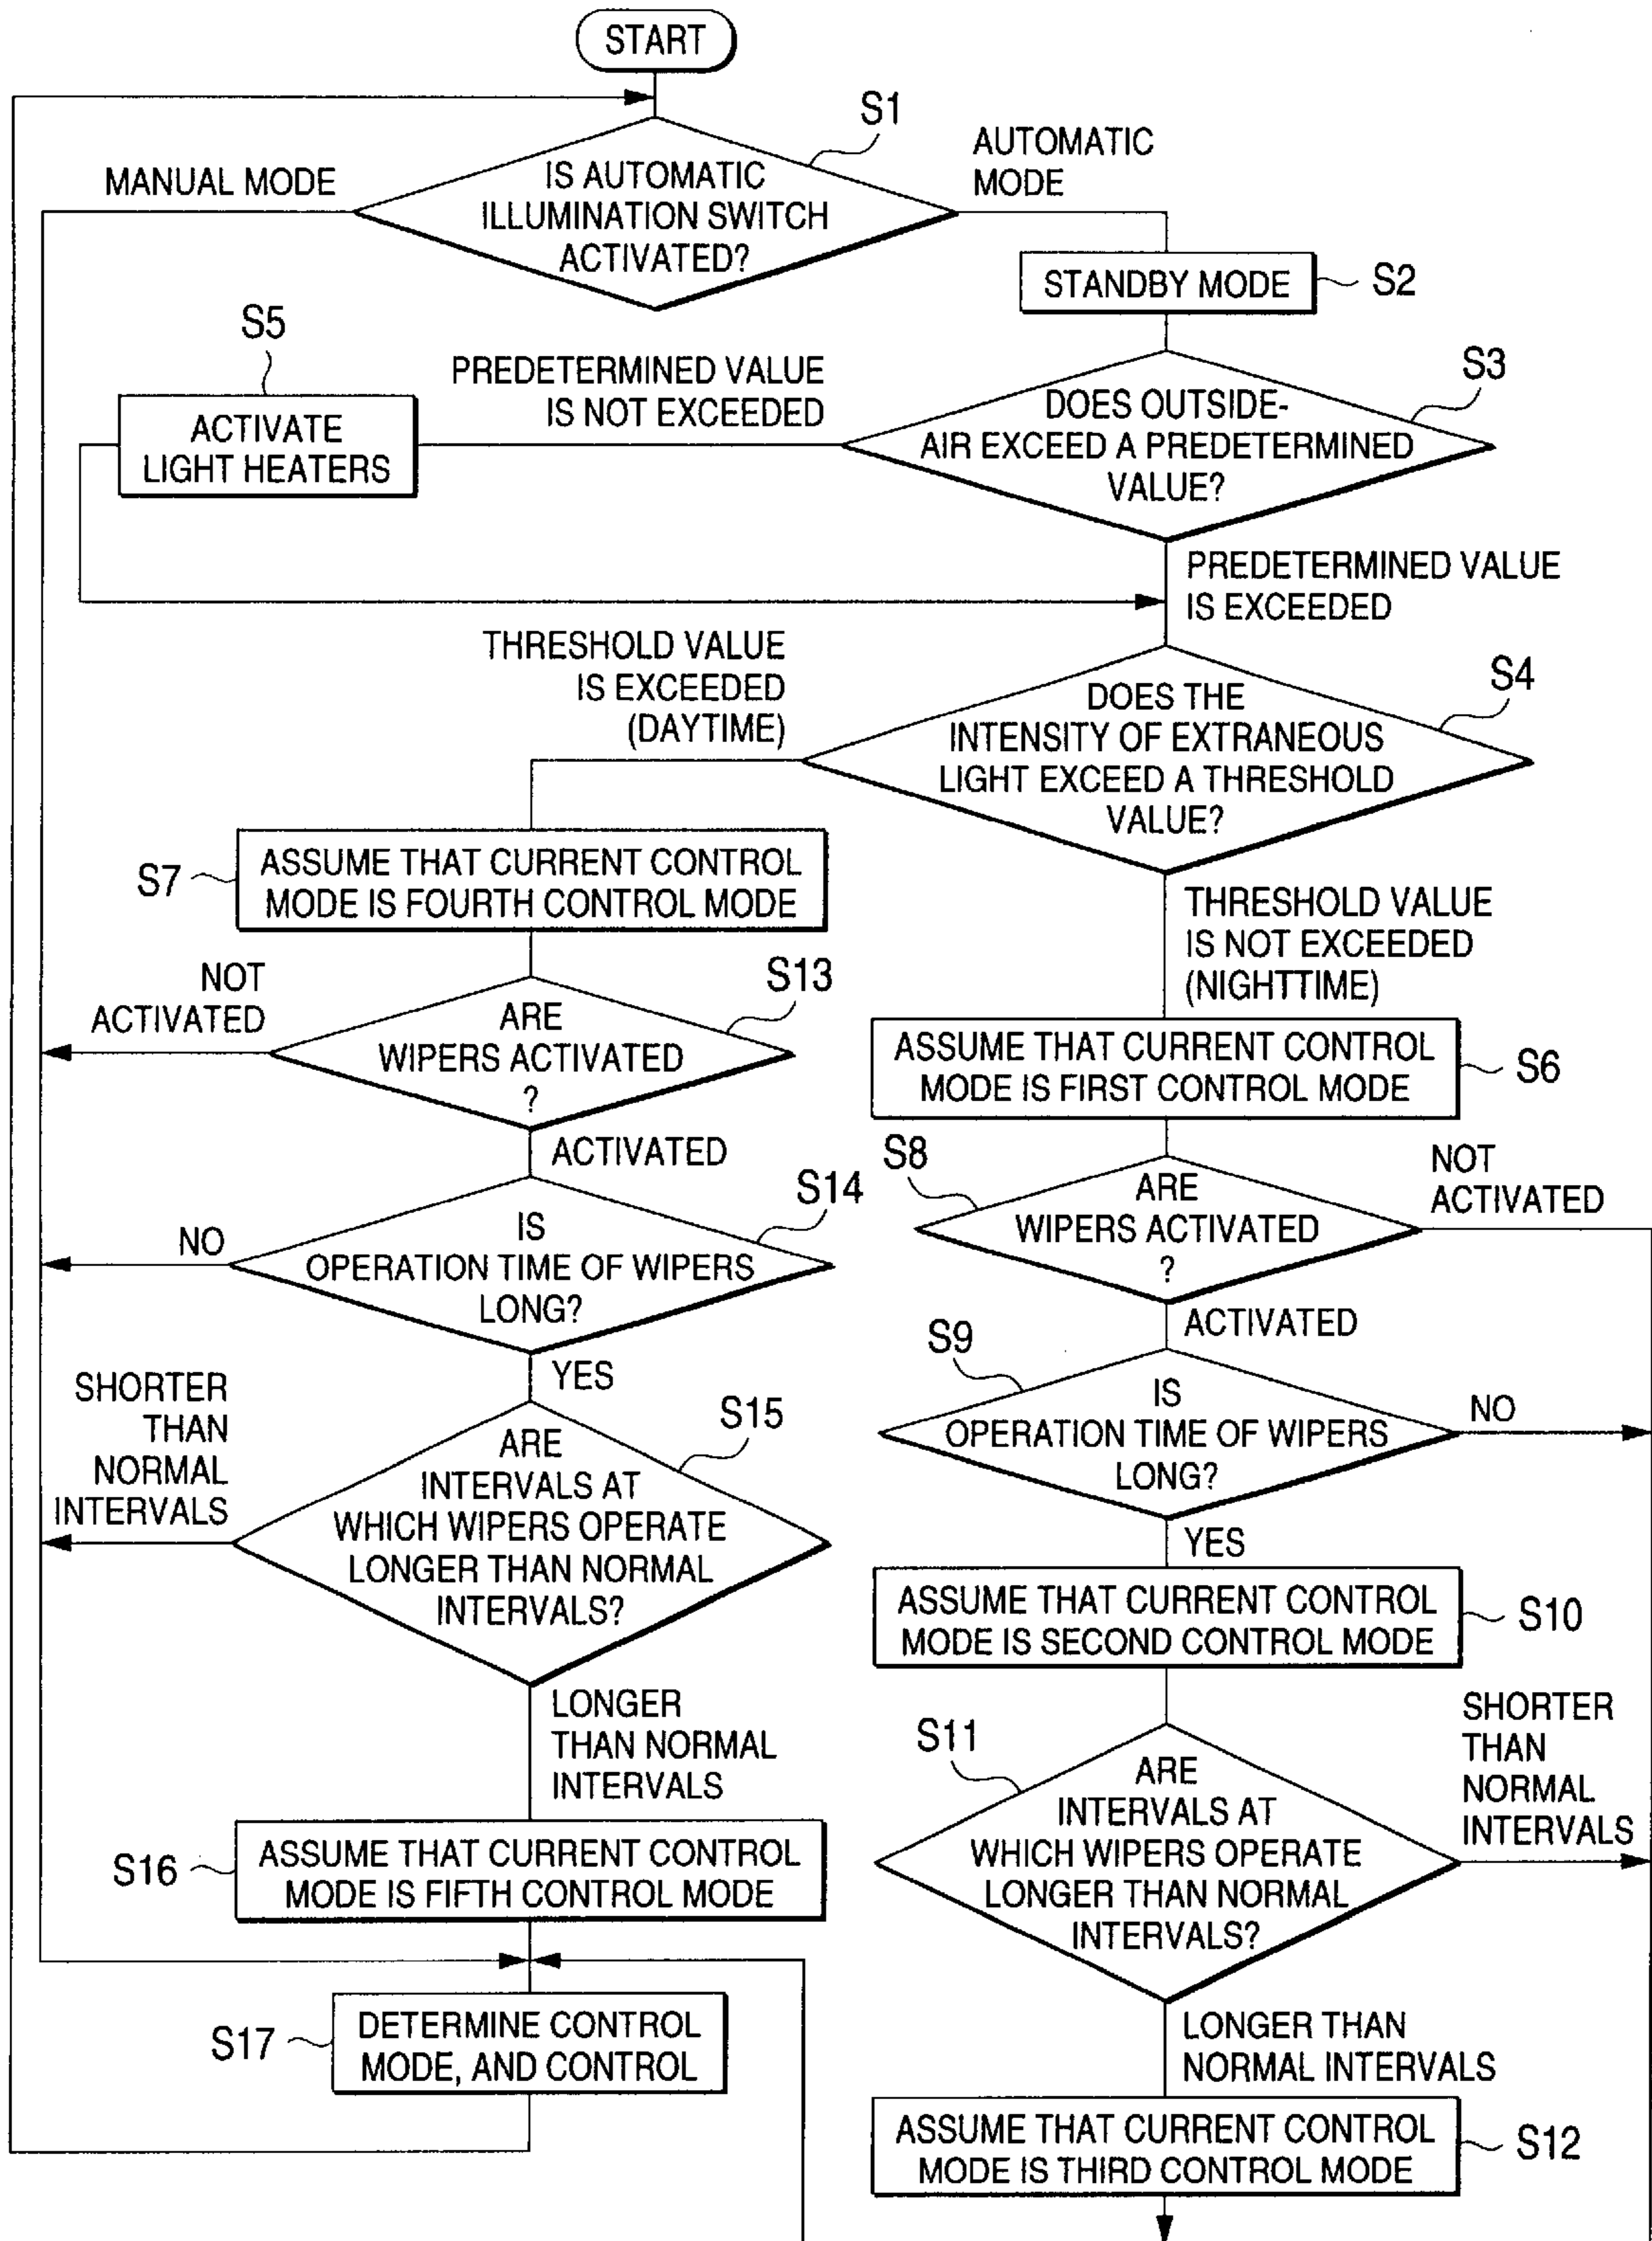 START
S1
MANUAL MODE
IS AUTOMATIC
ILLUMINATION SWITCH
ACTIVATED?
AUTOMATIC
MODE
STANDBY MODE
S2
S5
ACTIVATE
LIGHT HEATERS
PREDETERMINED VALUE
IS NOT EXCEEDED
S3
DOES OUTSIDE-
AIR EXCEED A PREDETERMINED
VALUE?
PREDETERMINED VALUE
IS EXCEEDED
THRESHOLD VALUE
IS EXCEEDED
(DAYTIME)
S4
DOES THE
INTENSITY OF EXTRANEOUS
LIGHT EXCEED A THRESHOLD
VALUE?
S7
ASSUME THAT CURRENT CONTROL
MODE IS FOURTH CONTROL MODE
THRESHOLD VALUE
IS NOT EXCEEDED
(NIGHTTIME)
NOT
ACTIVATED
S13
ARE
WIPERS ACTIVATED
?
ACTIVATED
ASSUME THAT CURRENT CONTROL
MODE IS FIRST CONTROL MODE
S6
S8
ARE
WIPERS ACTIVATED
?
NOT
ACTIVATED
ACTIVATED
S14
NO
IS
OPERATION TIME OF WIPERS
LONG?
YES
S9
IS
OPERATION TIME OF WIPERS
LONG?
NO
YES
SHORTER
THAN
NORMAL
INTERVALS
S15
ARE
INTERVALS AT
WHICH WIPERS OPERATE
LONGER THAN NORMAL
INTERVALS?
LONGER
THAN NORMAL
INTERVALS
ASSUME THAT CURRENT CONTROL
MODE IS SECOND CONTROL MODE
S10
S11
ARE
INTERVALS AT
WHICH WIPERS OPERATE
LONGER THAN NORMAL
INTERVALS?
SHORTER
THAN
NORMAL
INTERVALS
S16
ASSUME THAT CURRENT CONTROL
MODE IS FIFTH CONTROL MODE
S17
DETERMINE CONTROL
MODE, AND CONTROL
LONGER THAN
NORMAL INTERVALS
ASSUME THAT CURRENT CONTROL
MODE IS THIRD CONTROL MODE
S12